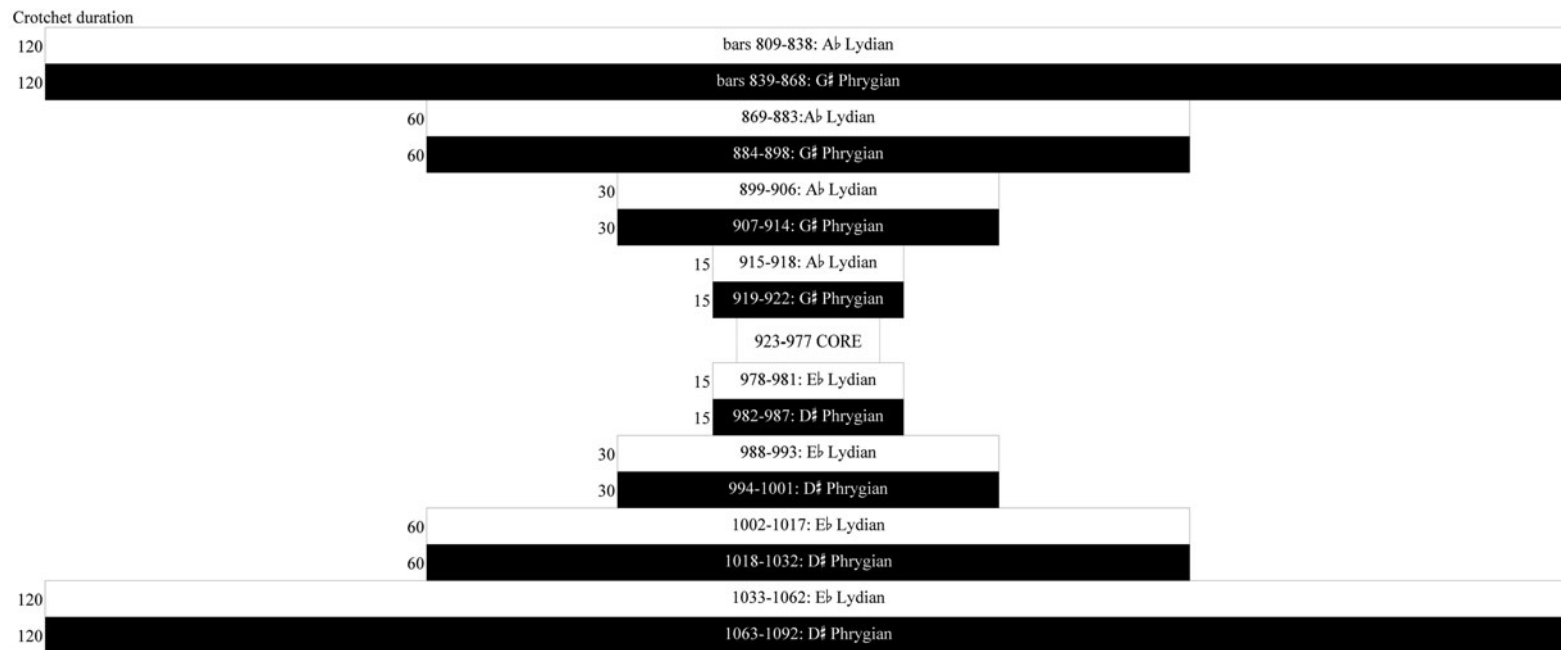 Crotchet duration
120 bars 809-838: A♭ Lydian
120 bars 839-868: G♯ Phrygian
60 869-883:A♭ Lydian
60 884-898: G♯ Phrygian
30 899-906: A♭ Lydian
30 907-914: G♯ Phrygian
15 915-918: A♭ Lydian
15 919-922: G♯ Phrygian
923-977 CORE
15 978-981: E♭ Lydian
15 982-987: D♯ Phrygian
30 988-993: E♭ Lydian
30 994-1001: D♯ Phrygian
60 1002-1017: E♭ Lydian
60 1018-1032: D♯ Phrygian
120 1033-1062: E♭ Lydian
120 1063-1092: D♯ Phrygian